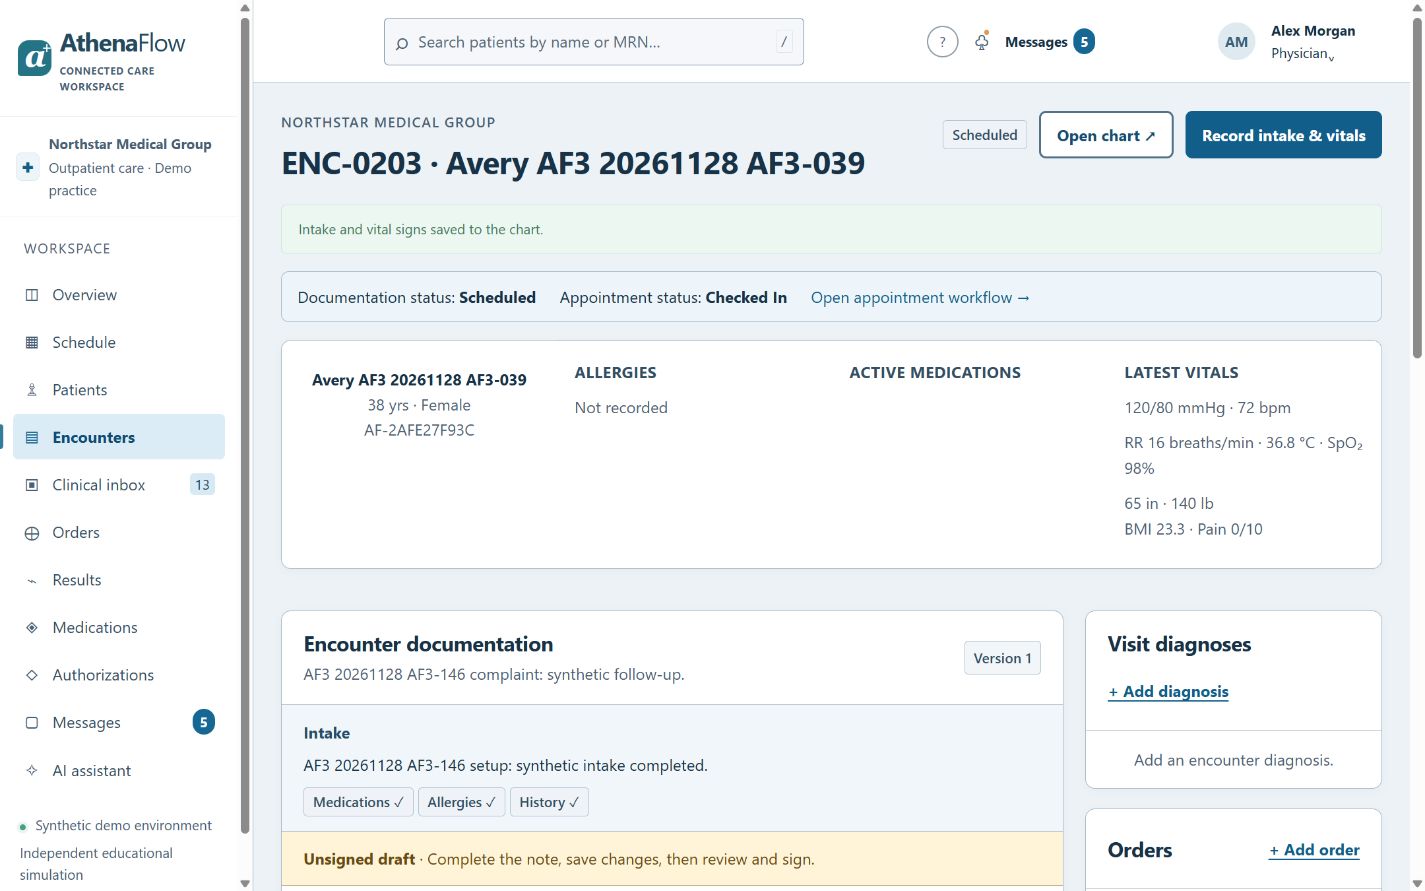 AthenaFlow
CONNECTED CARE
WORKSPACE
Northstar Medical Group
Outpatient care · Demo
practice
WORKSPACE
Overview
Schedule
Patients
Encounters
Clinical inbox 13
Orders
Results
Medications
Authorizations
Messages 5
AI assistant
Synthetic demo environment
Independent educational
simulation
Search patients by name or MRN... /
? Messages 5
AM Alex Morgan
Physician
NORTHSTAR MEDICAL GROUP
ENC-0203 · Avery AF3 20261128 AF3-039
Scheduled Open chart ↗ Record intake & vitals
Intake and vital signs saved to the chart.
Documentation status: Scheduled Appointment status: Checked In Open appointment workflow →
Avery AF3 20261128 AF3-039
38 yrs · Female
AF-2AFE27F93C
ALLERGIES
Not recorded
ACTIVE MEDICATIONS
LATEST VITALS
120/80 mmHg · 72 bpm
RR 16 breaths/min · 36.8 °C · SpO₂
98%
65 in · 140 lb
BMI 23.3 · Pain 0/10
Encounter documentation
AF3 20261128 AF3-146 complaint: synthetic follow-up.
Version 1
Intake
AF3 20261128 AF3-146 setup: synthetic intake completed.
Medications ✓ Allergies ✓ History ✓
Unsigned draft · Complete the note, save changes, then review and sign.
Visit diagnoses
+ Add diagnosis
Add an encounter diagnosis.
Orders + Add order